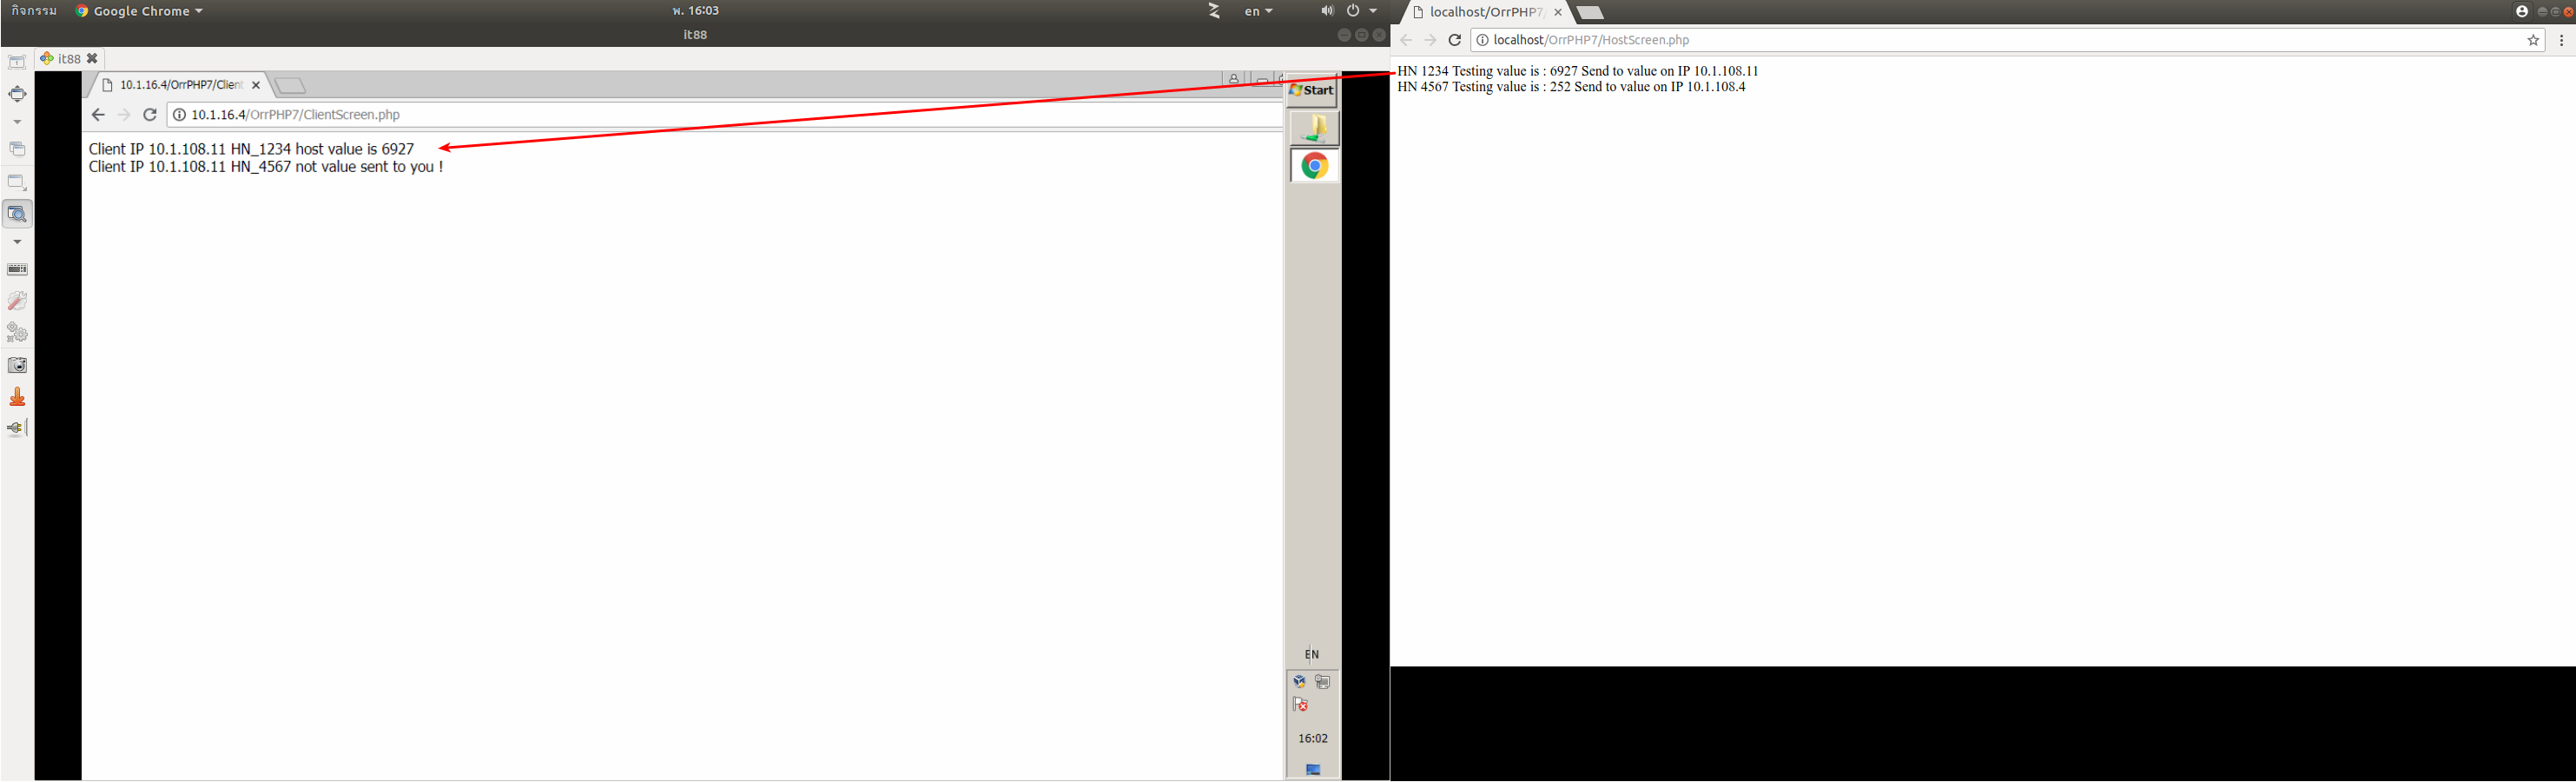 กิจกรรม Google Chrome พ. 16:03 en
it88
it88
10.1.16.4/OrrPHP7/Client
10.1.16.4/OrrPHP7/ClientScreen.php
Client IP 10.1.108.11 HN_1234 host value is 6927
Client IP 10.1.108.11 HN_4567 not value sent to you !
Start
EN
16:02
localhost/OrrPHP7/
localhost/OrrPHP7/HostScreen.php
HN 1234 Testing value is : 6927 Send to value on IP 10.1.108.11
HN 4567 Testing value is : 252 Send to value on IP 10.1.108.4